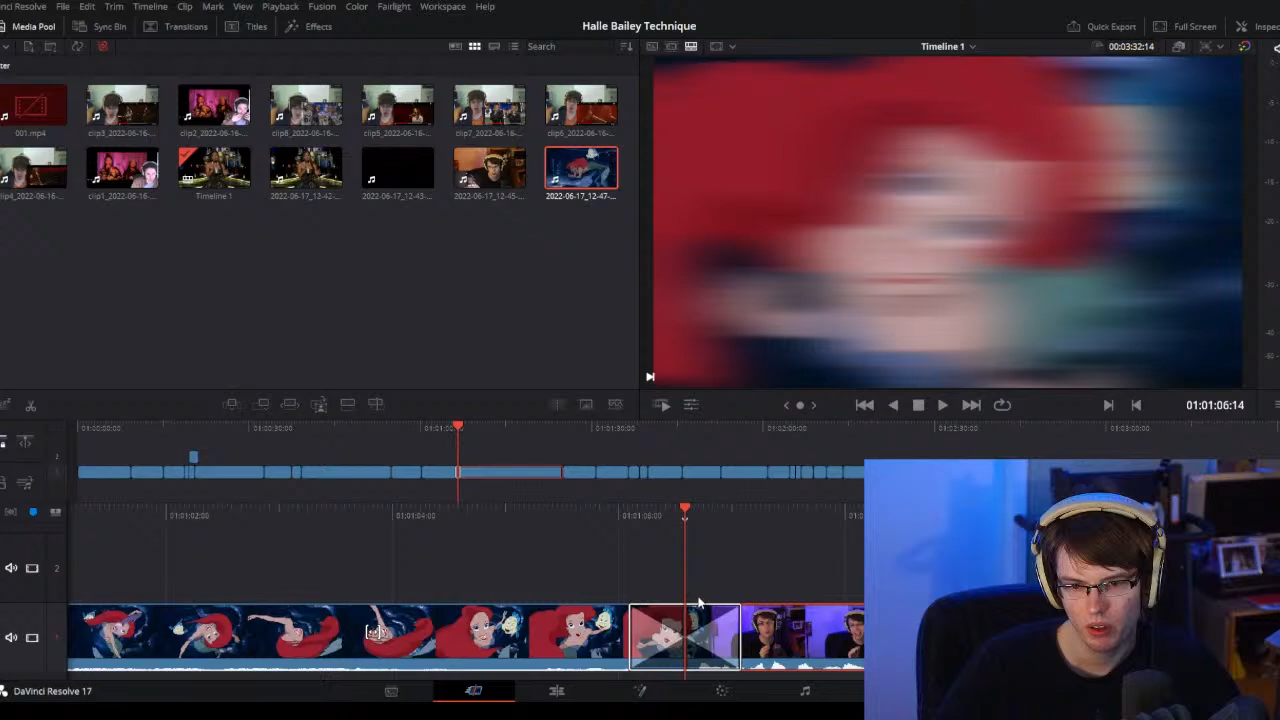 nci Resolve File Edit Trim Timeline Clip Mark View Playback Fusion Color Fairlight Workspace Help
Media Pool Sync Bin Transitions Titles Effects Halle Bailey Technique Quick Export Full Screen Inspec
Search Timeline 1 00:03:32:14
ter
001.mp4 clip3_2022-06-16-... clip2_2022-06-16-... clip8_2022-06-16-... clip5_2022-06-16-... clip7_2022-06-16-... clip6_2022-06-16-...
clip4_2022-06-16-... clip1_2022-06-16-... Timeline 1 2022-06-17_12-42-... 2022-06-17_12-43-... 2022-06-17_12-45-... 2022-06-17_12-47-...
01:01:06:14
01:00:00:00 01:00:30:00 01:01:00 01:01:30:00 01:02:00:00 01:02:30:00 01:03:00:00
2
01:01:02:00 01:01:04:00 01:01:06:00
2
DaVinci Resolve 17